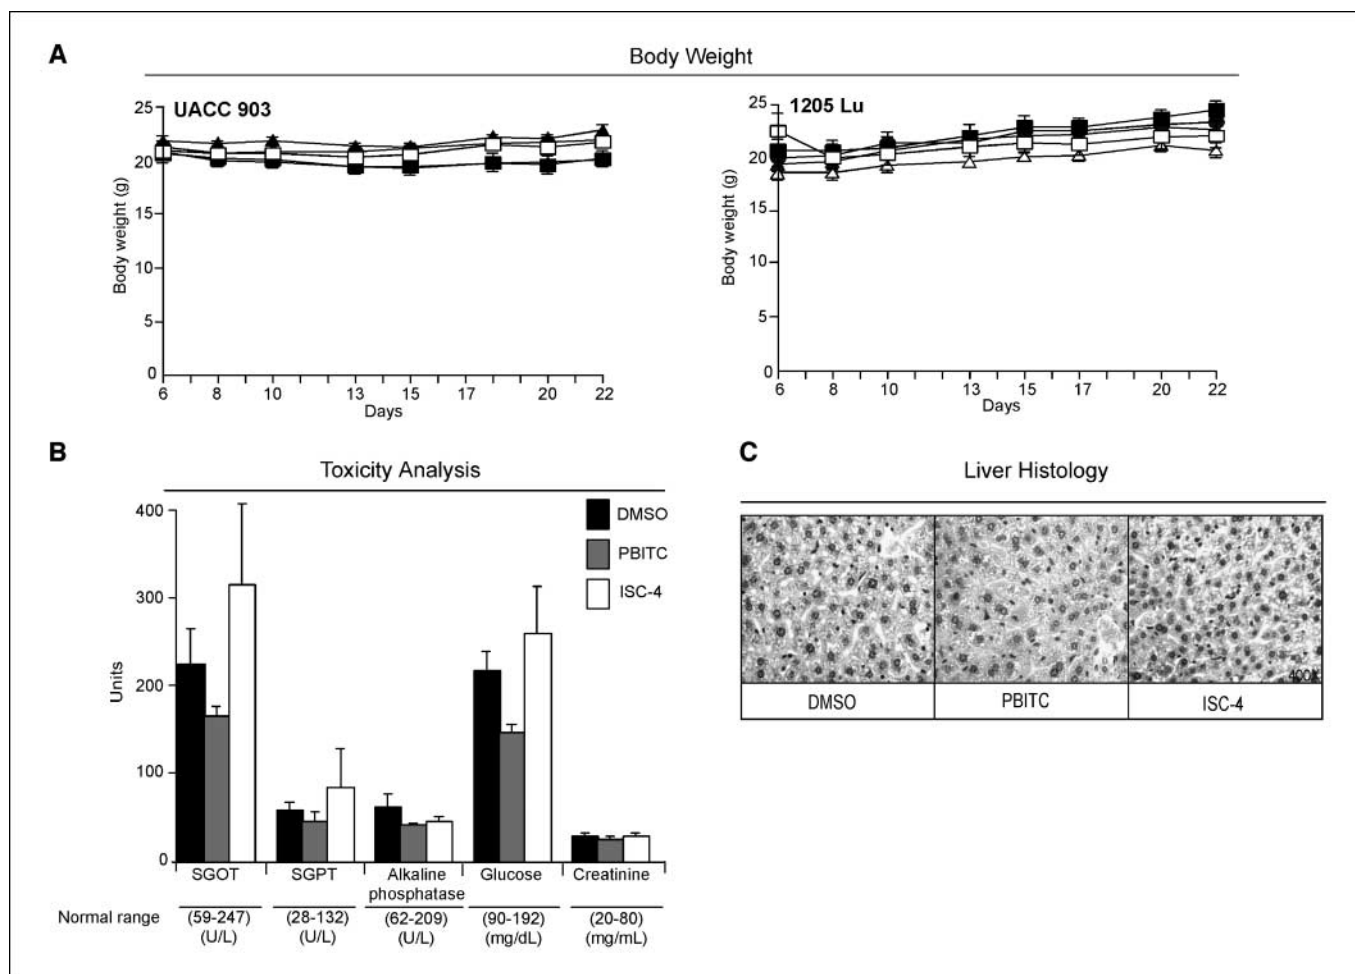 A
Body Weight
UACC 903
25
20
15
10
5
0
Body weight (g)
6 8 10 13 15 17 20 22
Days
1205 Lu
25
20
15
10
5
0
Body weight (g)
6 8 10 13 15 17 20 22
Days
B
Toxicity Analysis
400
300
200
100
0
Units
DMSO
PBITC
ISC-4
SGOT SGPT Alkaline Glucose Creatinine
phosphatase
Normal range (59-247) (28-132) (62-209) (90-192) (20-80)
(U/L) (U/L) (U/L) (mg/dL) (mg/mL)
C
Liver Histology
400X
DMSO PBITC ISC-4